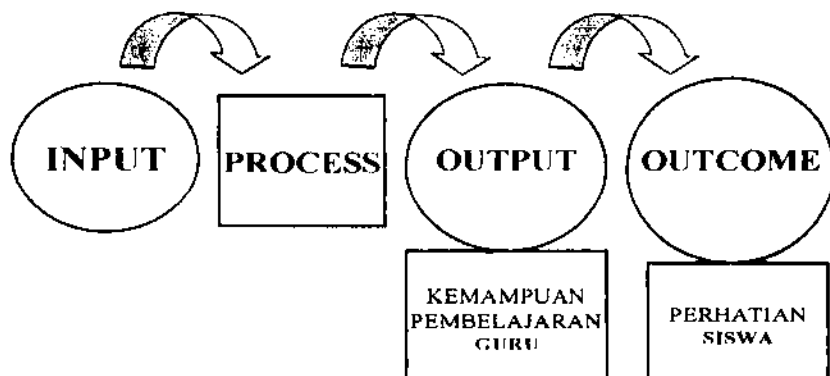 INPUT
PROCESS
OUTPUT
OUTCOME
KEMAMPUAN
PEMBELAJARAN
GURU
PERHATIAN
SISWA